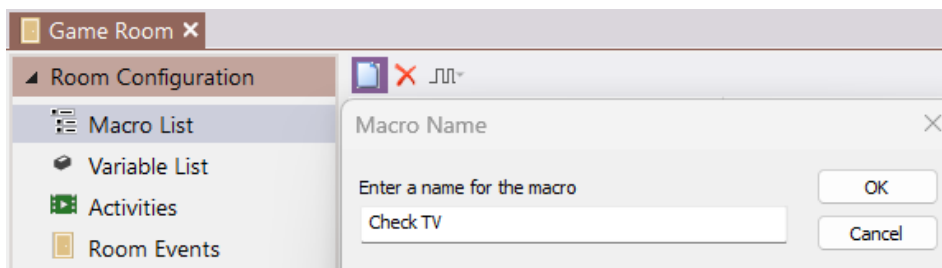 Game Room
Room Configuration
Macro List
Variable List
Activities
Room Events
Macro Name
Enter a name for the macro
Check TV
OK
Cancel